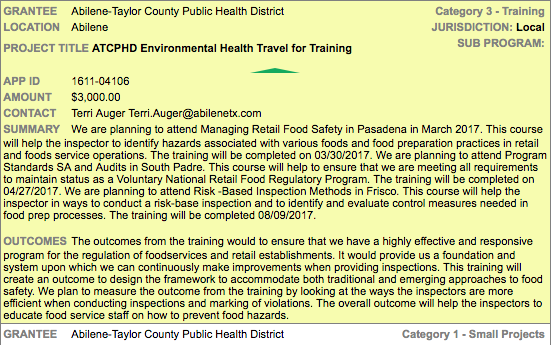 GRANTEE Abilene-Taylor County Public Health District Category 3 - Training
LOCATION Abilene JURISDICTION: Local
SUB PROGRAM:
PROJECT TITLE ATCPHD Environmental Health Travel for Training
APP ID 1611-04106
AMOUNT $3,000.00
CONTACT Terri Auger Terri.Auger@abilenetx.com
SUMMARY We are planning to attend Managing Retail Food Safety in Pasadena in March 2017. This course
will help the inspector to identify hazards associated with various foods and food preparation practices in retail
and foods service operations. The training will be completed on 03/30/2017. We are planning to attend Program
Standards SA and Audits in South Padre. This course will help to ensure that we are meeting all requirements
to maintain status as a Voluntary National Retail Food Regulatory Program. The training will be completed on
04/27/2017. We are planning to attend Risk -Based Inspection Methods in Frisco. This course will help the
inspector in ways to conduct a risk-base inspection and to identify and evaluate control measures needed in
food prep processes. The training will be completed 08/09/2017.
OUTCOMES The outcomes from the training would to ensure that we have a highly effective and responsive
program for the regulation of foodservices and retail establishments. It would provide us a foundation and
system upon which we can continuously make improvements when providing inspections. This training will
create an outcome to design the framework to accommodate both traditional and emerging approaches to food
safety. We plan to measure the outcome from the training by looking at the ways the inspectors are more
efficient when conducting inspections and marking of violations. The overall outcome will help the inspectors to
educate food service staff on how to prevent food hazards.
GRANTEE Abilene-Taylor County Public Health District Category 1 - Small Projects